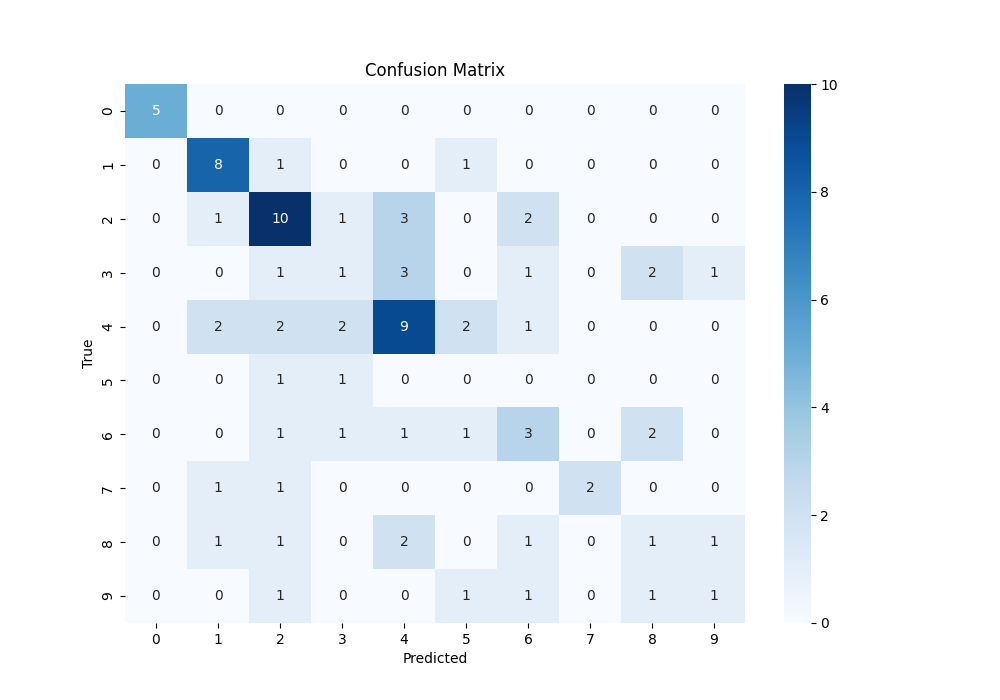 Confusion Matrix
0 5 0 0 0 0 0 0 0 0 0
1 0 8 1 0 0 1 0 0 0 0
2 0 1 10 1 3 0 2 0 0 0
3 0 0 1 1 3 0 1 0 2 1
4 0 2 2 2 9 2 1 0 0 0
5 0 0 1 1 0 0 0 0 0 0
6 0 0 1 1 1 1 3 0 2 0
7 0 1 1 0 0 0 0 2 0 0
8 0 1 1 0 2 0 1 0 1 1
9 0 0 1 0 0 1 1 0 1 1
0 1 2 3 4 5 6 7 8 9
Predicted
True
10
8
6
4
2
0